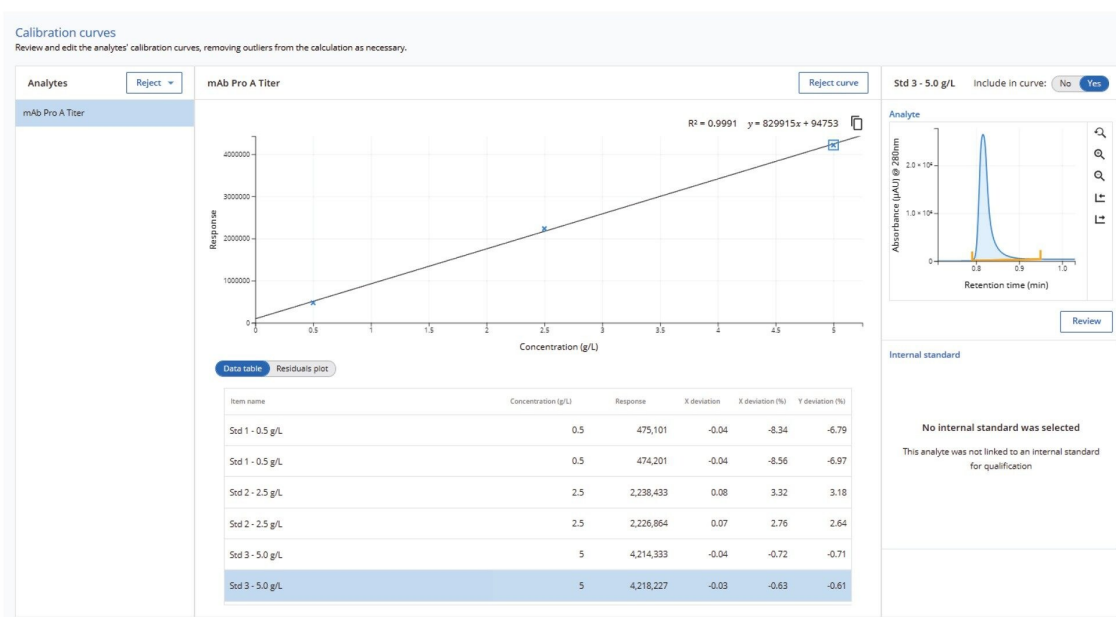 Calibration curves
Review and edit the analytes' calibration curves, removing outliers from the calculation as necessary.
Analytes
Reject
mAb Pro A Titer
mAb Pro A Titer
Reject curve
R² = 0.9991 y = 829915x + 94753
Response
4000000
3000000
2000000
1000000
0
0 0.5 1 1.5 2 2.5 3 3.5 4 4.5 5
Concentration (g/L)
Data table Residuals plot
Item name Concentration (g/L) Response X deviation X deviation (%) Y deviation (%)
Std 1 - 0.5 g/L 0.5 475,101 -0.04 -8.34 -6.79
Std 1 - 0.5 g/L 0.5 474,201 -0.04 -8.56 -6.97
Std 2 - 2.5 g/L 2.5 2,238,433 0.08 3.32 3.18
Std 2 - 2.5 g/L 2.5 2,226,864 0.07 2.76 2.64
Std 3 - 5.0 g/L 5 4,214,333 -0.04 -0.72 -0.71
Std 3 - 5.0 g/L 5 4,218,227 -0.03 -0.63 -0.61
Std 3 - 5.0 g/L Include in curve: No Yes
Analyte
Absorbance (µAU) @ 280nm
1.0 ×
0
0.8 0.9 1.0
Retention time (min)
Review
Internal standard
No internal standard was selected
This analyte was not linked to an internal standard
for qualification